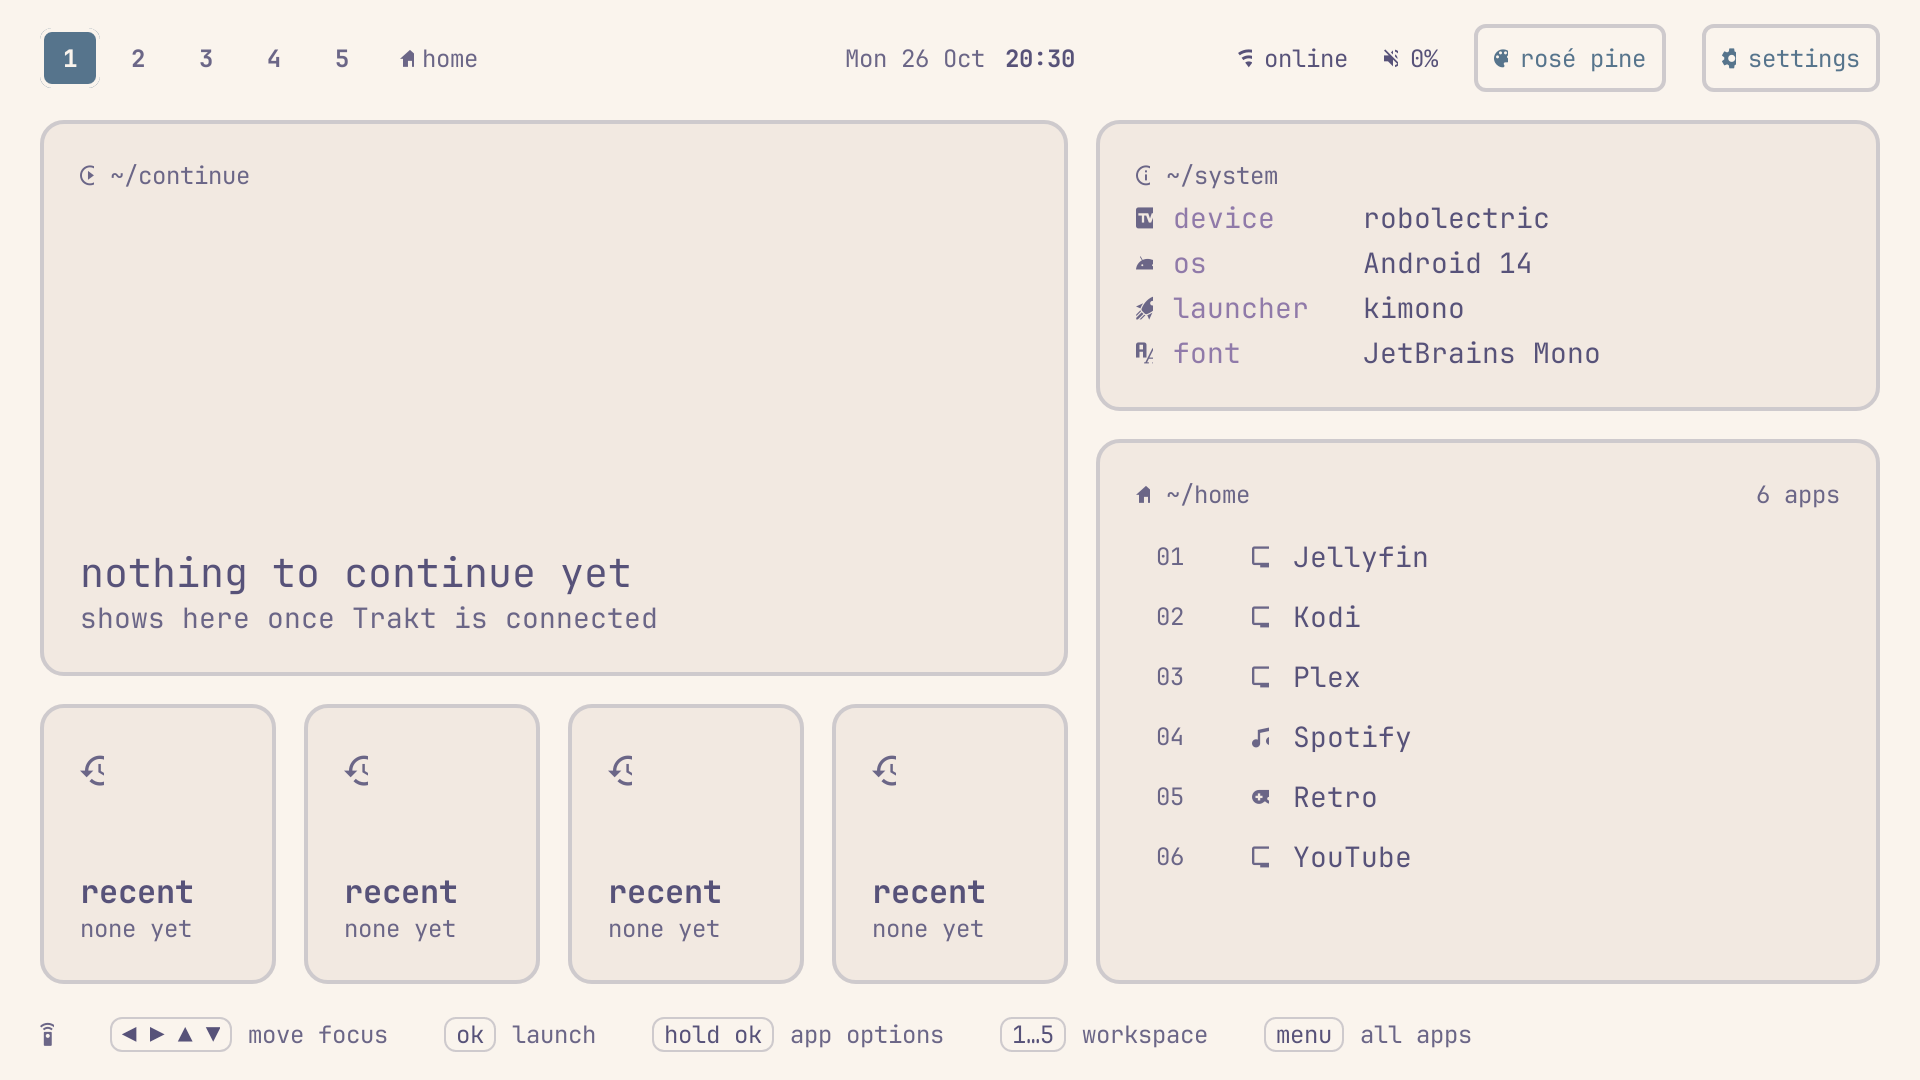 1 2 3 4 5 home Mon 26 Oct 20:30 online 0% rosé pine settings
~/continue
nothing to continue yet
shows here once Trakt is connected
recent
none yet
recent
none yet
recent
none yet
recent
none yet
~/system
device robolectric
os Android 14
launcher kimono
font JetBrains Mono
~/home 6 apps
01 Jellyfin
02 Kodi
03 Plex
04 Spotify
05 Retro
06 YouTube
◀ ▶ ▲ ▼ move focus ok launch hold ok app options 1…5 workspace menu all apps